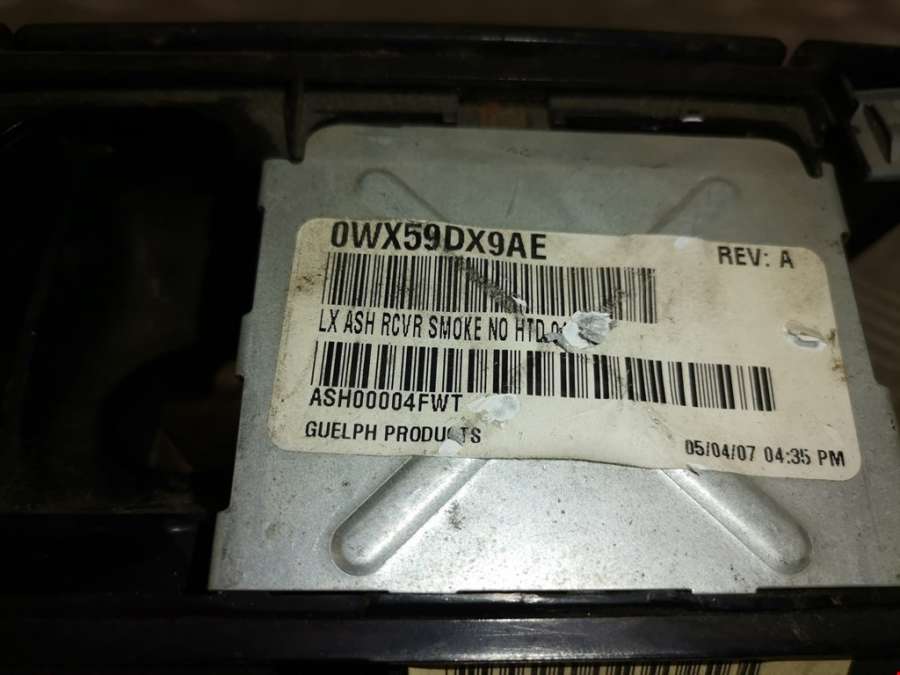 0WX59DX9AE
REV: A
LX ASH RCVR SMOKE NO HTD
ASH00004FWT
GUELPH PRODUCTS
05/04/07 04:35 PM